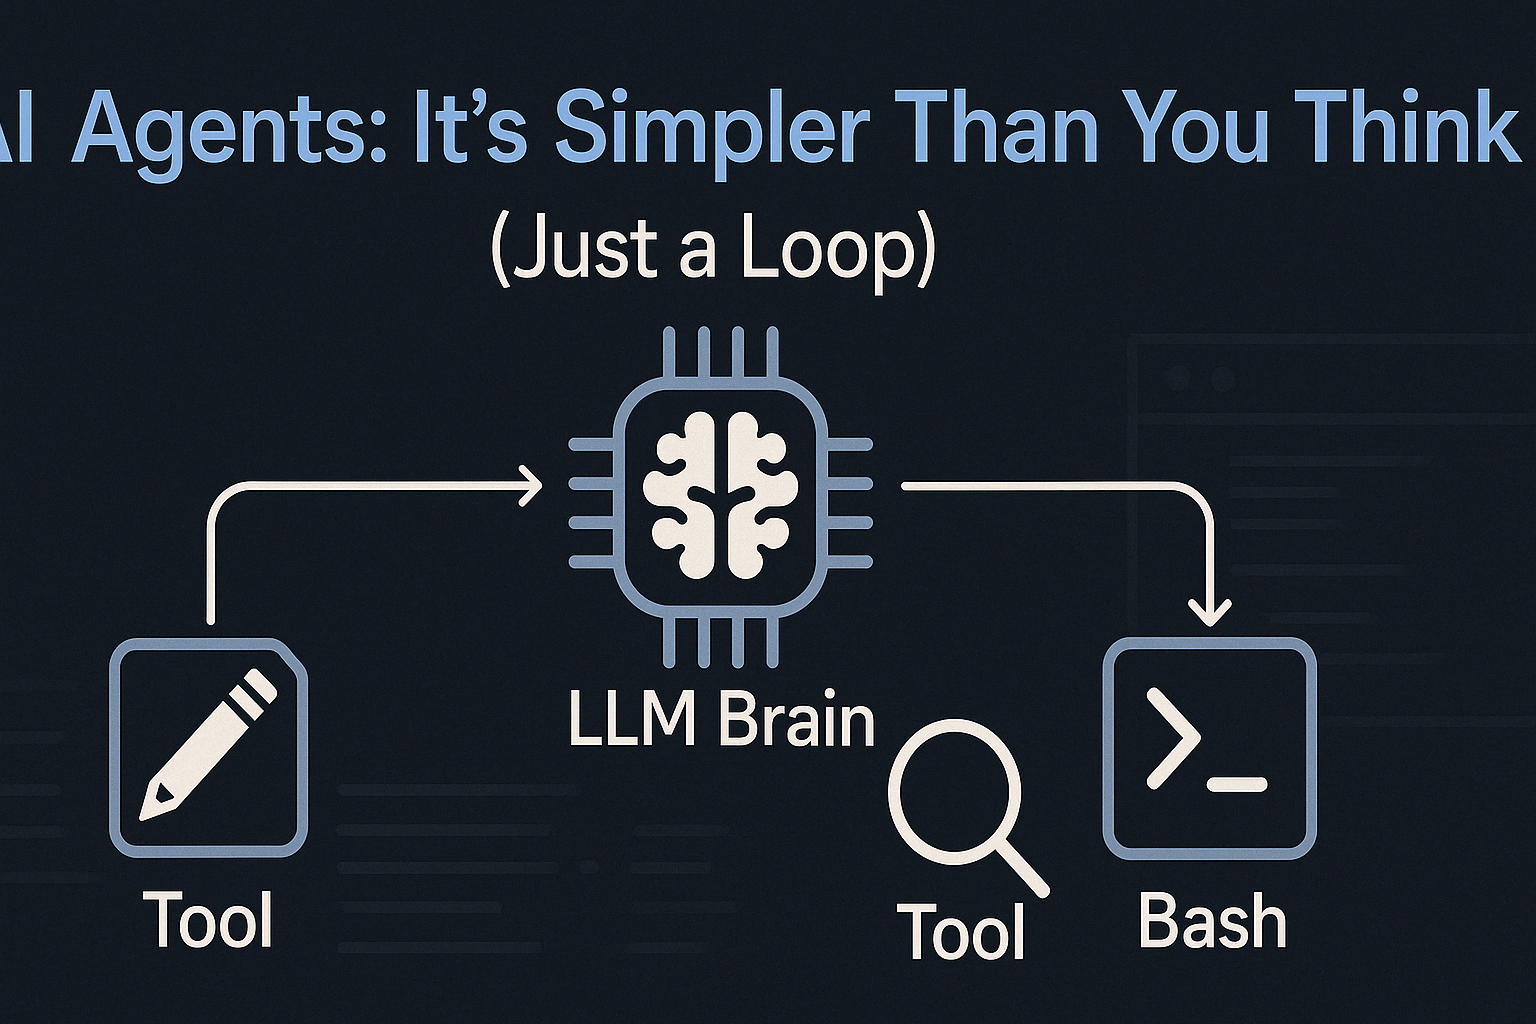 AI Agents: It’s Simpler Than You Think
(Just a Loop)
LLM Brain
Tool
Tool
Bash